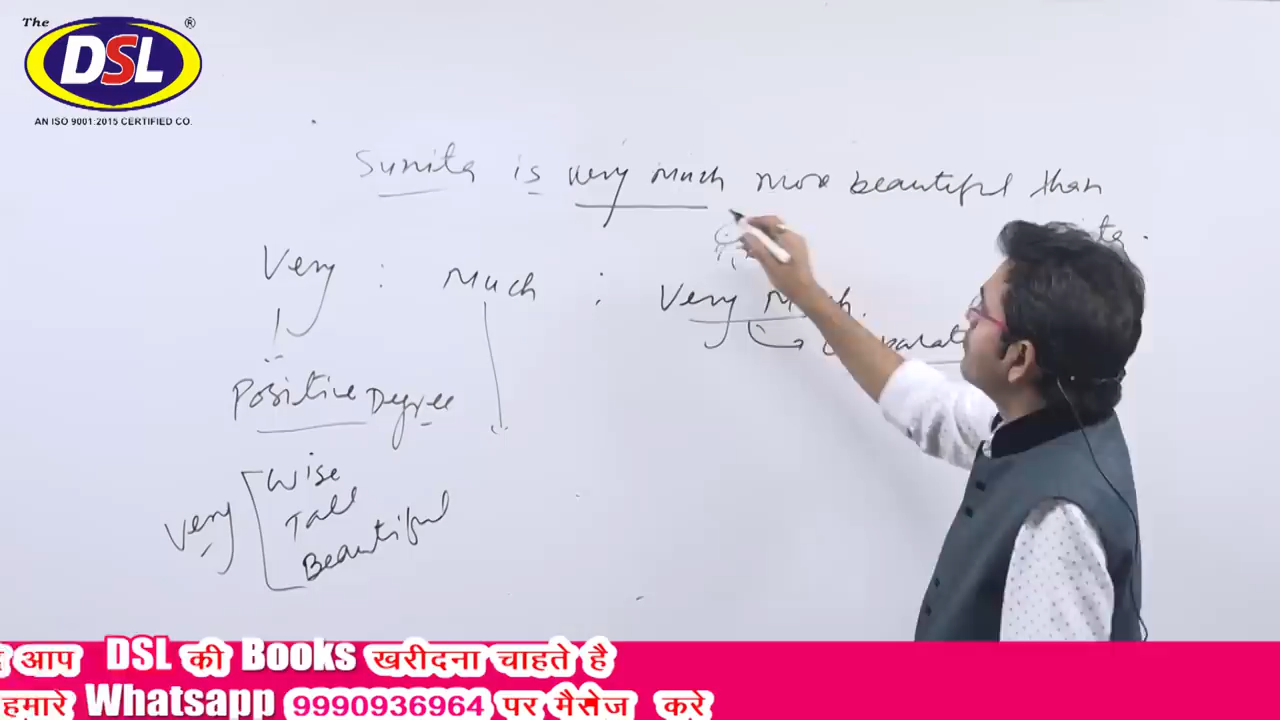 The
DSL
®
AN ISO 9001:2015 CERTIFIED CO.
Sunita is very much more beautiful than
Very : Much : Very Much.
Positive Degree
Very
Wise
Tall
Beautiful
आप DSL की Books खरीदना चाहते है
हमारे Whatsapp 9990936964 पर मैसेज करे